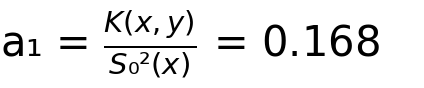 a₁ = K(x, y) / S₀²(x) = 0.168